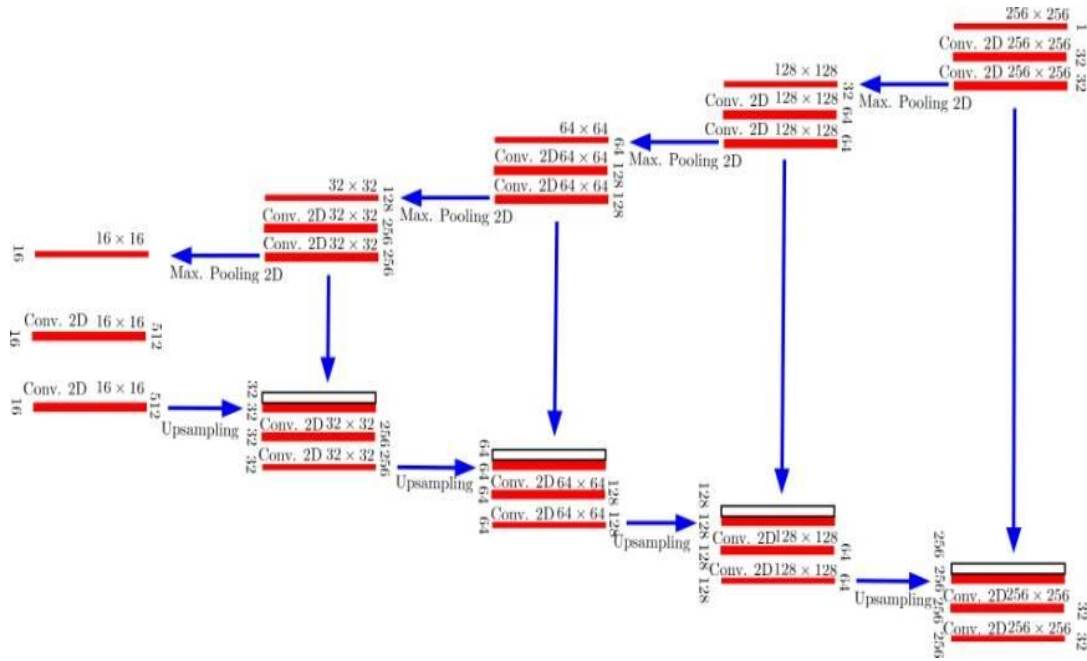 256 × 256
1
Conv. 2D 256 × 256
32
Conv. 2D 256 × 256
32
Max. Pooling 2D
128 × 128
32
Conv. 2D 128 × 128
64
Conv. 2D 128 × 128
64
Max. Pooling 2D
64 × 64
64
Conv. 2D 64 × 64
128
Conv. 2D 64 × 64
128
Max. Pooling 2D
32 × 32
128
Conv. 2D 32 × 32
256
Conv. 2D 32 × 32
256
Max. Pooling 2D
16 × 16
16
Conv. 2D 16 × 16
16
512
Conv. 2D 16 × 16
16
512
Upsampling
32
32
Conv. 2D 32 × 32
32
256
Conv. 2D 32 × 32
32
256
Upsampling
64
64
Conv. 2D 64 × 64
64
128
Conv. 2D 64 × 64
64
128
Upsampling
128
128
Conv. 2D 128 × 128
128
64
Conv. 2D 128 × 128
128
64
Upsampling
256
256
Conv. 2D 256 × 256
256
32
Conv. 2D 256 × 256
256
32